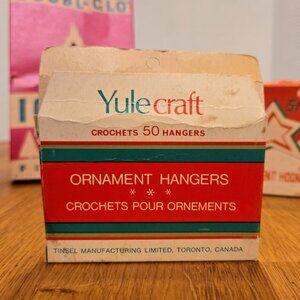 Yulecraft
CROCHETS 50 HANGERS
ORNAMENT HANGERS
* * *
CROCHETS POUR ORNEMENTS
TINSEL MANUFACTURING LIMITED, TORONTO, CANADA